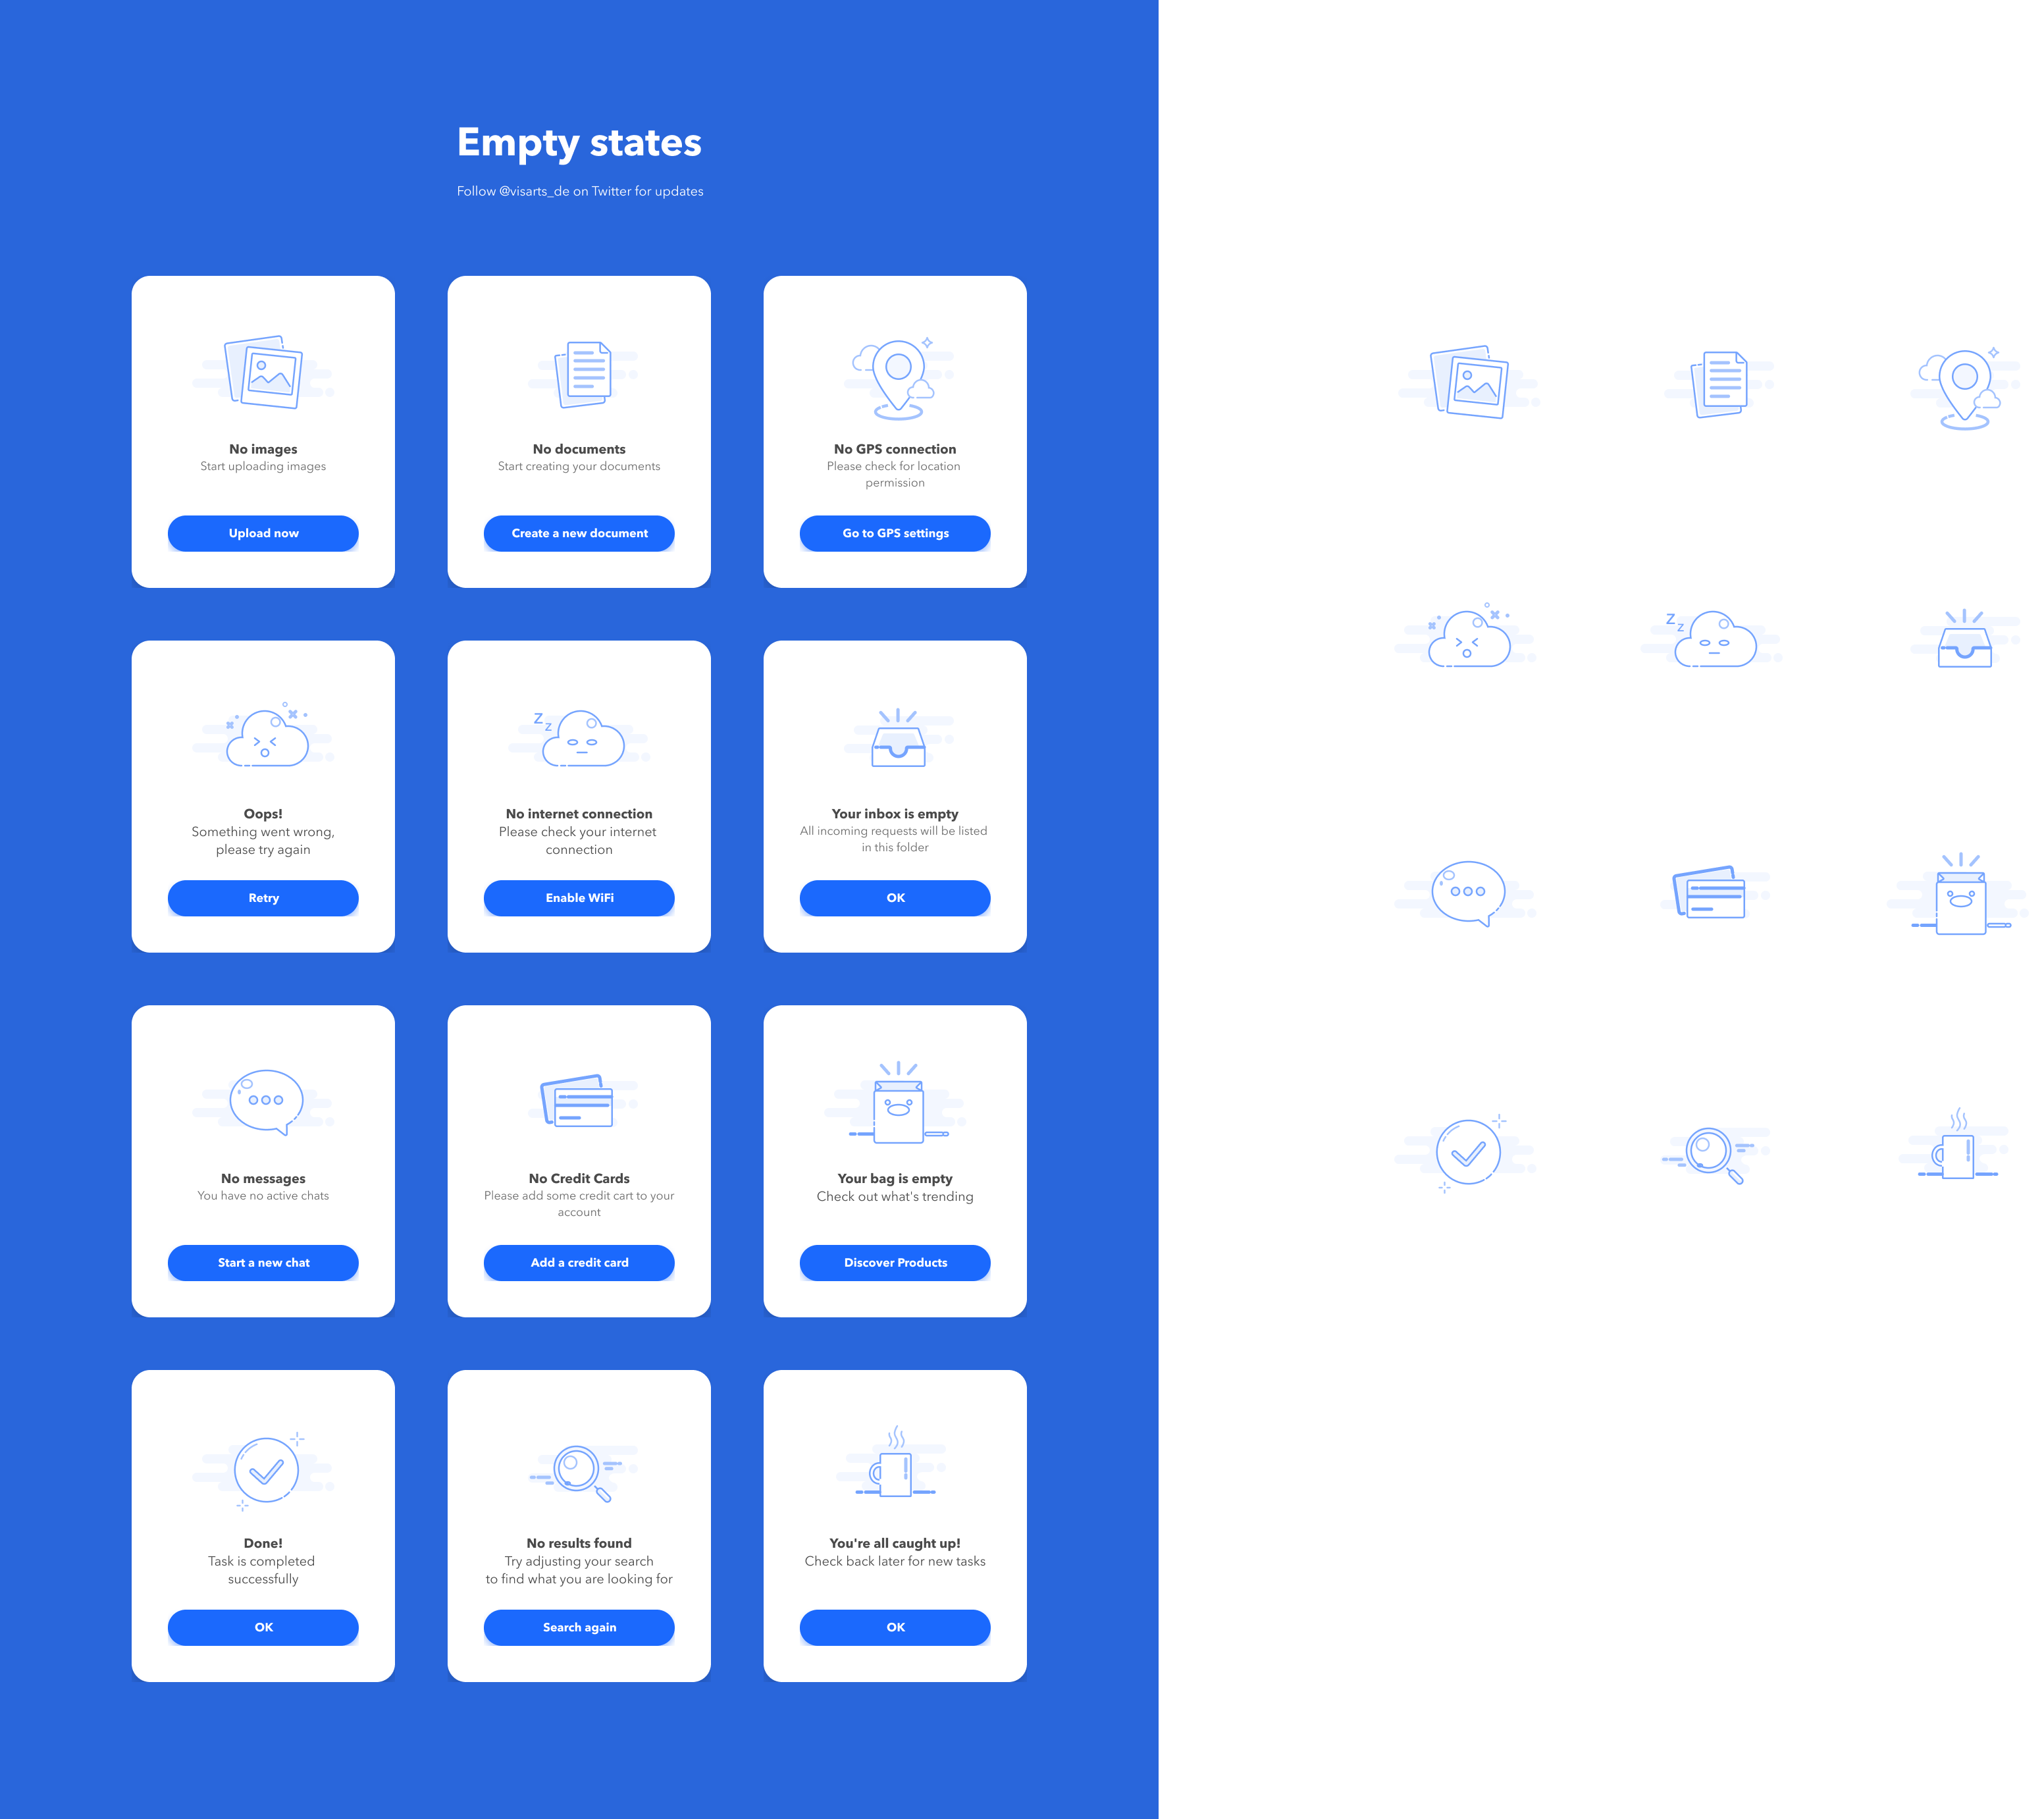 Empty states
Follow @visarts_de on Twitter for updates
No images
Start uploading images
Upload now
No documents
Start creating your documents
Create a new document
No GPS connection
Please check for location
permission
Go to GPS settings
Oops!
Something went wrong,
please try again
Retry
Z
Z
No internet connection
Please check your internet
connection
Enable WiFi
Your inbox is empty
All incoming requests will be listed
in this folder
OK
No messages
You have no active chats
Start a new chat
No Credit Cards
Please add some credit cart to your
account
Add a credit card
Your bag is empty
Check out what's trending
Discover Products
Done!
Task is completed
successfully
OK
No results found
Try adjusting your search
to find what you are looking for
Search again
You're all caught up!
Check back later for new tasks
OK
Z
Z